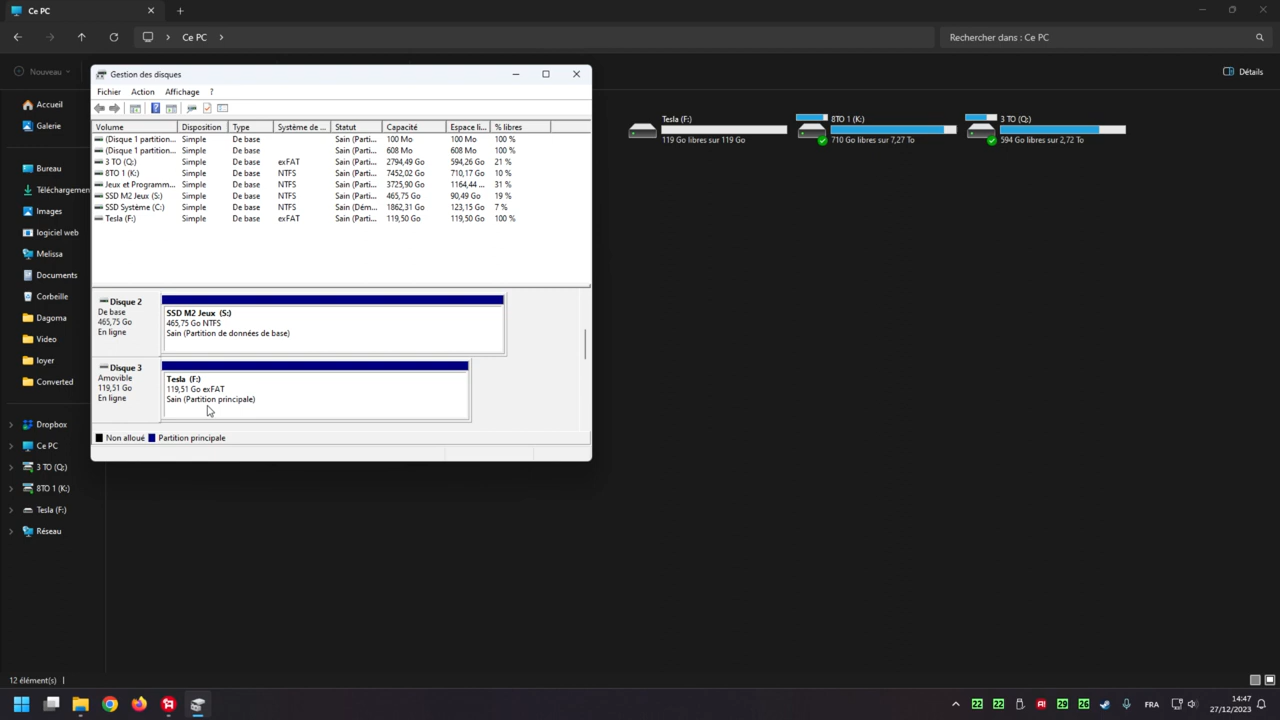 Ce PC
Ce PC
Rechercher dans : Ce PC
Nouveau
Détails
Accueil
Galerie
Bureau
Téléchargemen
Images
logiciel web
Melissa
Documents
Corbeille
Dagoma
Video
loyer
Converted
Dropbox
Ce PC
3 TO (Q:)
8TO 1 (K:)
Tesla (F:)
Réseau
Gestion des disques
Fichier Action Affichage ?
Volume Disposition Type Système de ... Statut Capacité Espace li... % libres
(Disque 1 partition... Simple De base Sain (Parti... 100 Mo 100 Mo 100 %
(Disque 1 partition... Simple De base Sain (Parti... 608 Mo 608 Mo 100 %
3 TO (Q:) Simple De base exFAT Sain (Parti... 2794,49 Go 594,26 Go 21 %
8TO 1 (K:) Simple De base NTFS Sain (Parti... 7452,02 Go 710,17 Go 10 %
Jeux et Programm... Simple De base NTFS Sain (Parti... 3725,90 Go 1164,44 ... 31 %
SSD M2 Jeux (S:) Simple De base NTFS Sain (Parti... 465,75 Go 90,49 Go 19 %
SSD Système (C:) Simple De base NTFS Sain (Dém... 1862,31 Go 123,15 Go 7 %
Tesla (F:) Simple De base exFAT Sain (Parti... 119,50 Go 119,50 Go 100 %
Disque 2
De base
465,75 Go
En ligne
SSD M2 Jeux (S:)
465,75 Go NTFS
Sain (Partition de données de base)
Disque 3
Amovible
119,51 Go
En ligne
Tesla (F:)
119,51 Go exFAT
Sain (Partition principale)
Non alloué Partition principale
Tesla (F:)
119 Go libres sur 119 Go
8TO 1 (K:)
710 Go libres sur 7,27 To
3 TO (Q:)
594 Go libres sur 2,72 To
12 élément(s)
22 22 29 26 FRA
14:47
27/12/2023